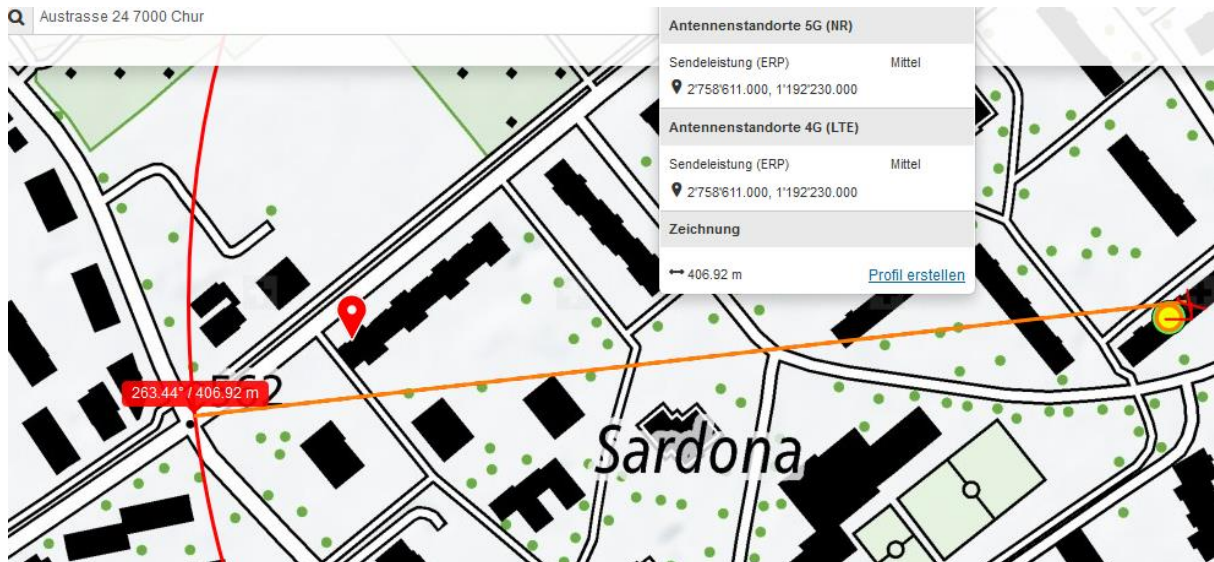 Austrasse 24 7000 Chur
Antennenstandorte 5G (NR)
Sendeleistung (ERP) Mittel
2'758'611.000, 1'192'230.000
Antennenstandorte 4G (LTE)
Sendeleistung (ERP) Mittel
2'758'611.000, 1'192'230.000
Zeichnung
406.92 m Profil erstellen
263.44° / 406.92 m
Sardona